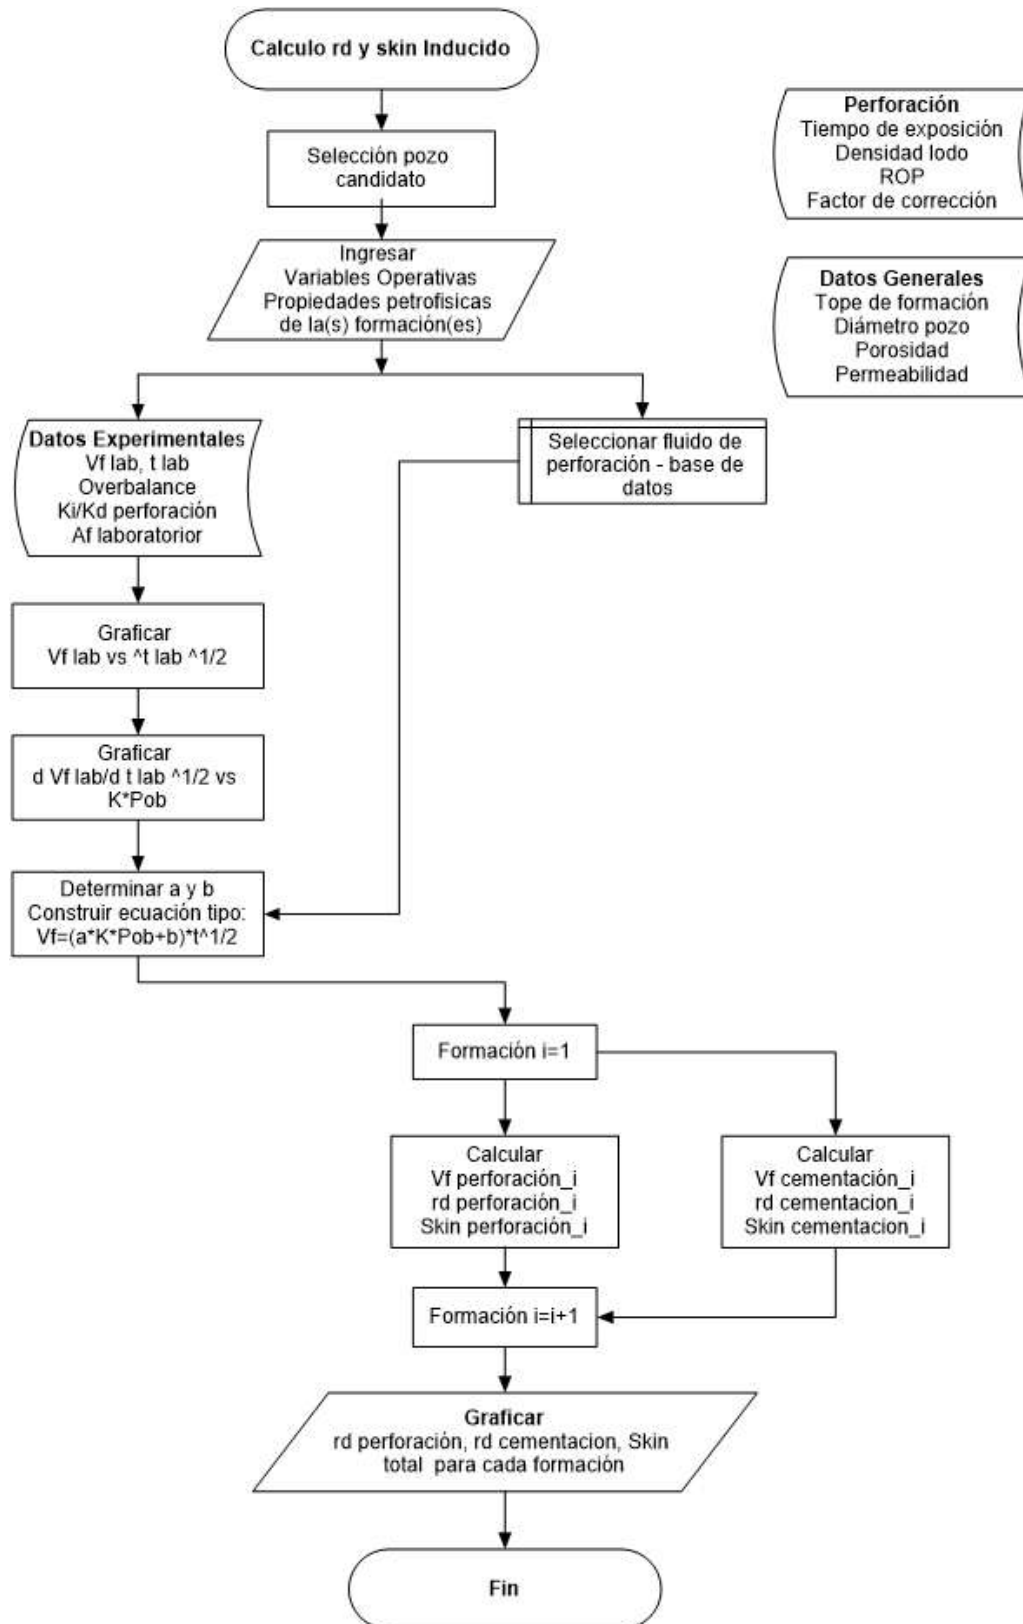 Calculo rd y skin Inducido
Selección pozo
candidato
Ingresar
Variables Operativas
Propiedades petrofisicas
de la(s) formación(es)
Perforación
Tiempo de exposición
Densidad lodo
ROP
Factor de corrección
Datos Generales
Tope de formación
Diámetro pozo
Porosidad
Permeabilidad
Datos Experimentales
Vf lab, t lab
Overbalance
Ki/Kd perforación
Af laboratorior
Seleccionar fluido de
perforación - base de
datos
Graficar
Vf lab vs ^t lab ^1/2
Graficar
d Vf lab/d t lab ^1/2 vs
K*Pob
Determinar a y b
Construir ecuación tipo:
Vf=(a*K*Pob+b)*t^1/2
Formación i=1
Calcular
Vf perforación_i
rd perforación_i
Skin perforación_i
Calcular
Vf cementación_i
rd cementación_i
Skin cementacion_i
Formación i=i+1
Graficar
rd perforación, rd cementacion, Skin
total para cada formación
Fin